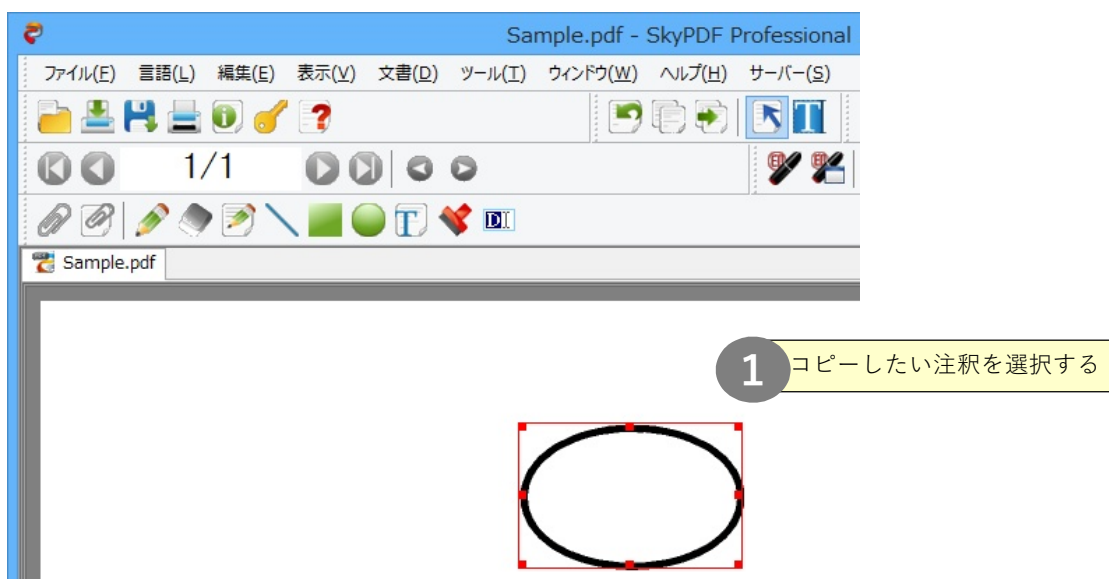 Sample.pdf - SkyPDF Professional
ファイル(F) 言語(L) 編集(E) 表示(V) 文書(D) ツール(T) ウィンドウ(W) ヘルプ(H) サーバー(S)
1/1
Sample.pdf
1 コピーしたい注釈を選択する